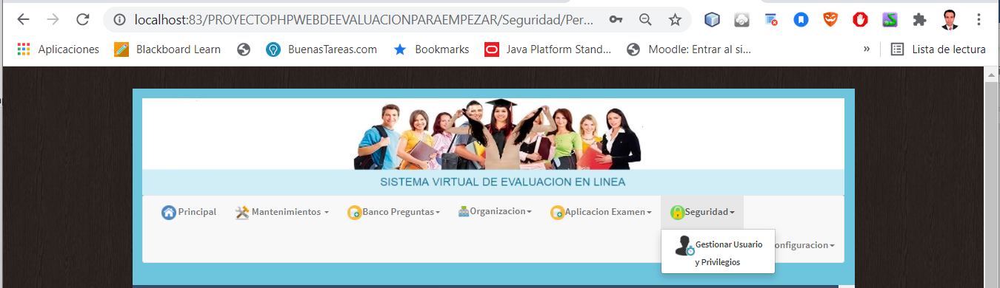 localhost:83/PROYECTOPHPWEBDEEVALUACIONPARAEMPEZAR/Seguridad/Per...
Aplicaciones Blackboard Learn BuenasTareas.com Bookmarks Java Platform Stand... Moodle: Entrar al si... » Lista de lectura
SISTEMA VIRTUAL DE EVALUACION EN LINEA
Principal Mantenimientos Banco Preguntas Organizacion Aplicacion Examen Seguridad
Gestionar Usuario onfiguracion
y Privilegios